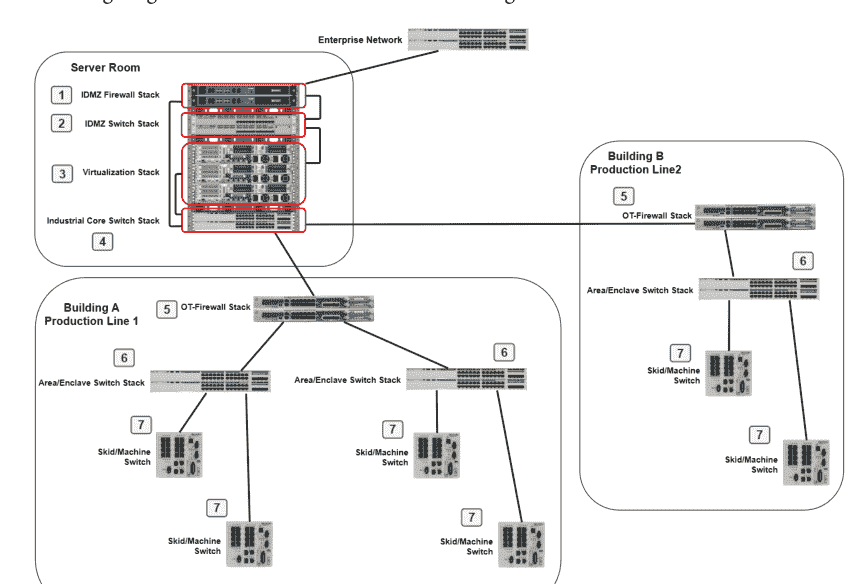 Enterprise Network
Server Room
1 IDMZ Firewall Stack
2 IDMZ Switch Stack
3 Virtualization Stack
Industrial Core Switch Stack
4
Building B
Production Line2
5
OT-Firewall Stack
6
Area/Enclave Switch Stack
7
Skid/Machine
Switch
7
Skid/Machine
Switch
Building A
Production Line 1
5 OT-Firewall Stack
6
Area/Enclave Switch Stack
6
Area/Enclave Switch Stack
7
Skid/Machine
Switch
7
Skid/Machine
Switch
7
Skid/Machine
Switch
7
Skid/Machine
Switch